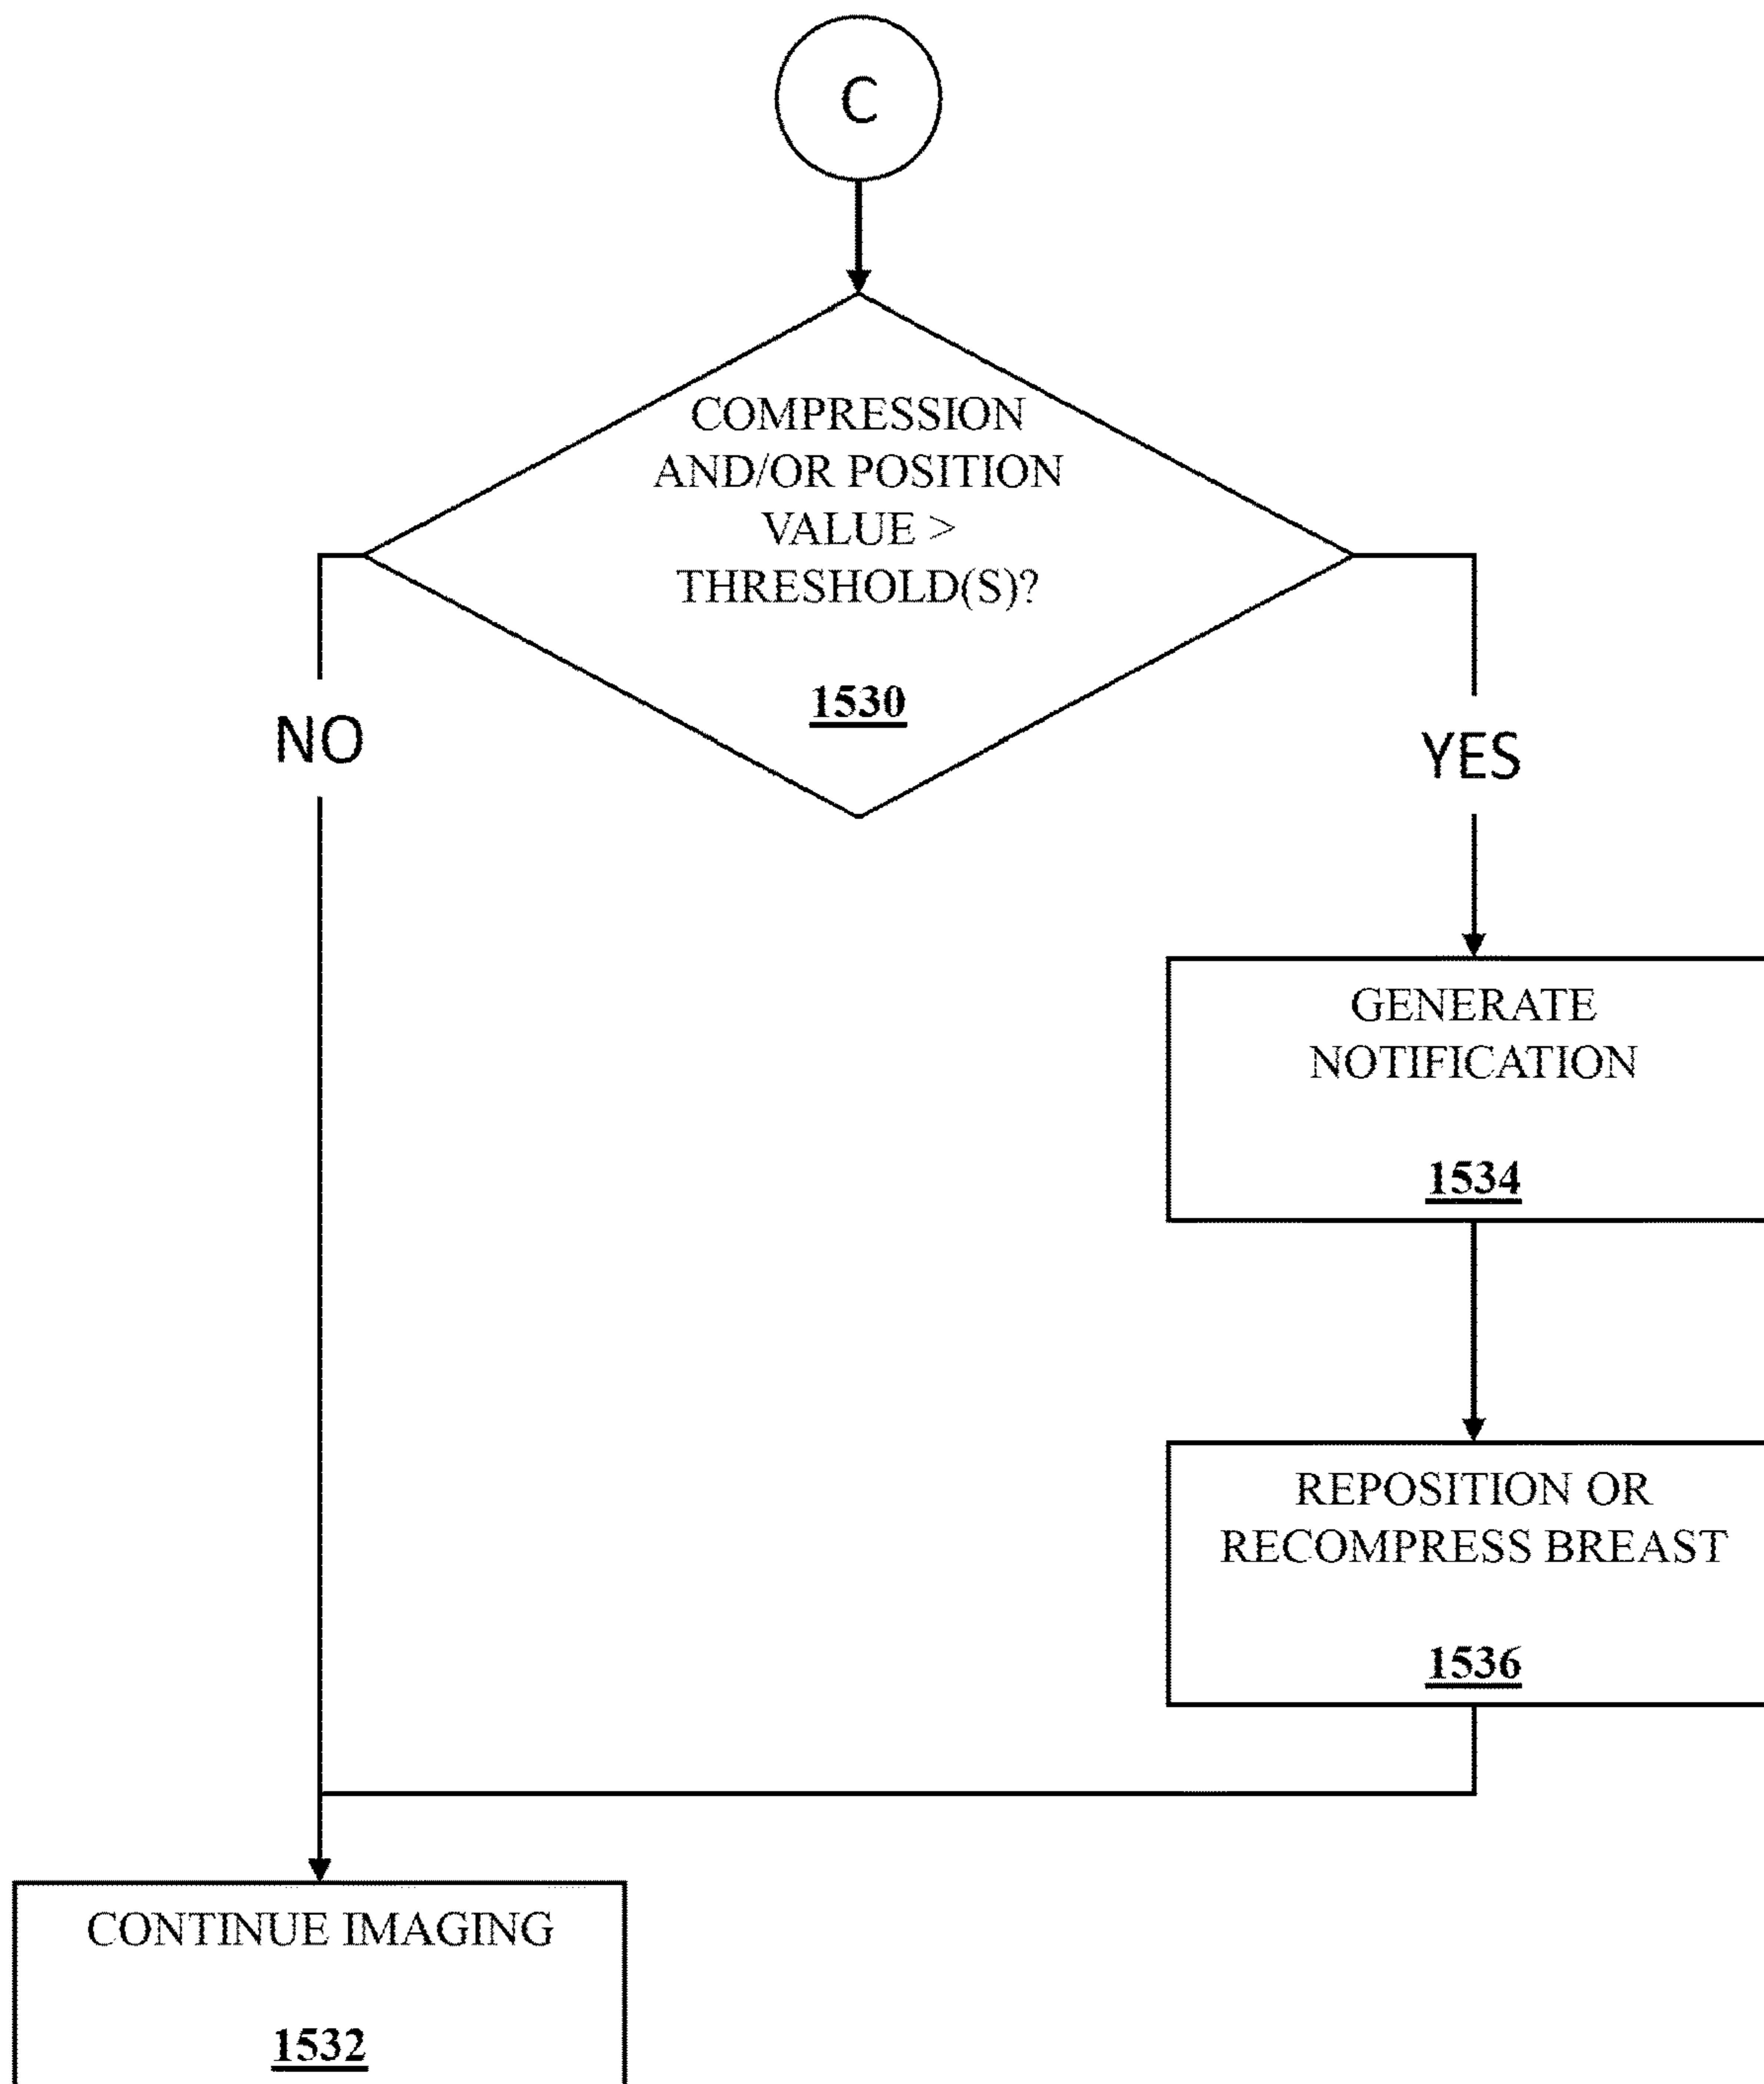 C
COMPRESSION
AND/OR POSITION
VALUE >
THRESHOLD(S)?
1530
NO
YES
GENERATE
NOTIFICATION
1534
REPOSITION OR
RECOMPRESS BREAST
1536
CONTINUE IMAGING
1532